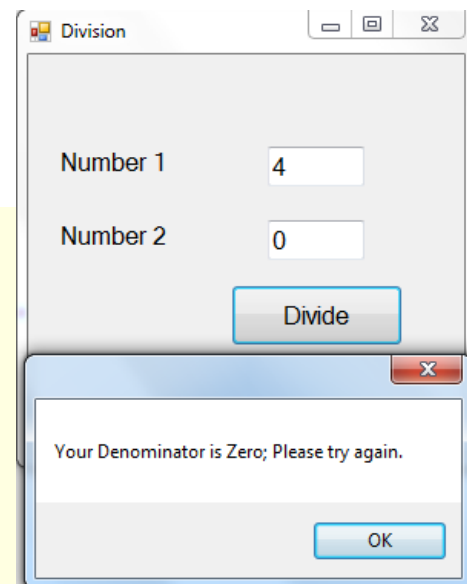 Division
Number 1 4
Number 2 0
Divide
Your Denominator is Zero; Please try again.
OK